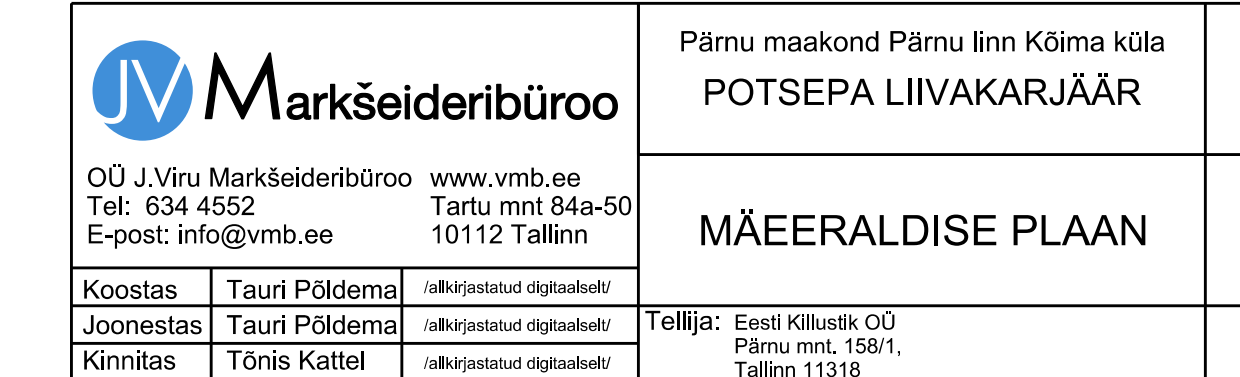 JV Markšeideribüroo
OÜ J.Viru Markšeideribüroo www.vmb.ee
Tel: 634 4552 Tartu mnt 84a-50
E-post: info@vmb.ee 10112 Tallinn
Koostas Tauri Põldema /allkirjastatud digitaalselt/
Joonestas Tauri Põldema /allkirjastatud digitaalselt/
Kinnitas Tõnis Kattel /allkirjastatud digitaalselt/
Pärnu maakond Pärnu linn Kõima küla
POTSEPA LIIVAKARJÄÄR
MÄEERALDISE PLAAN
Tellija: Eesti Killustik OÜ
Pärnu mnt. 158/1,
Tallinn 11318